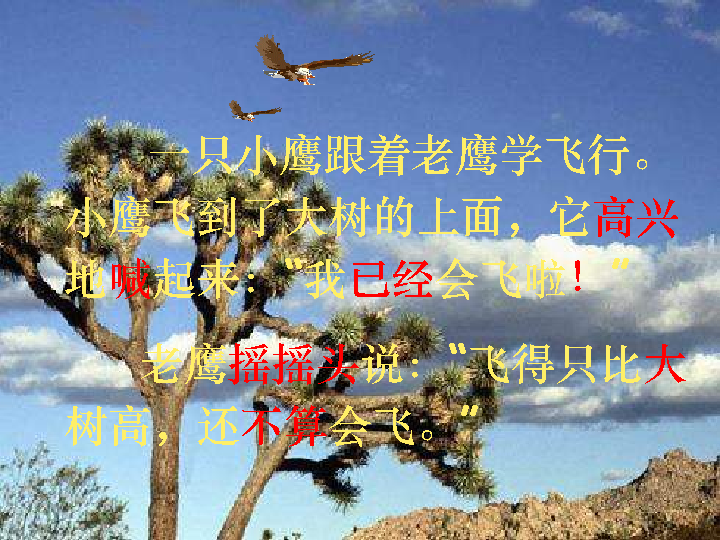 一只小鹰跟着老鹰学飞行。
小鹰飞到了大树的上面，它高兴
地喊起来：“我已经会飞啦！”
老鹰摇摇头说：“飞得只比大
树高，还不算会飞。”